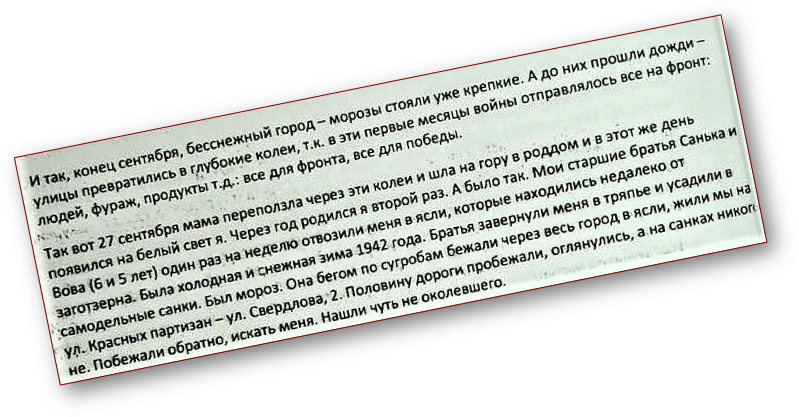 И так, конец сентября, бесснежный город – морозы стояли уже крепкие. А до них прошли дожди –
улицы превратились в глубокие колеи, т.к. в эти первые месяцы войны отправлялось все на фронт:
людей, фураж, продукты т.д.: все для фронта, все для победы.
Так вот 27 сентября мама переползла через эти колеи и шла на гору в роддом и в этот же день
появился на белый свет я. Через год родился я второй раз. А было так. Мои старшие братья Санька и
Вова (6 и 5 лет) один раз на неделю отвозили меня в ясли, которые находились недалеко от
заготзерна. Была холодная и снежная зима 1942 года. Братья завернули меня в тряпье и усадили в
самодельные санки. Был мороз. Она бегом по сугробам бежали через весь город в ясли, жили мы на
ул. Красных партизан – ул. Свердлова, 2. Половину дороги пробежали, оглянулись, а на санках никог
не. Побежали обратно, искать меня. Нашли чуть не околевшего.